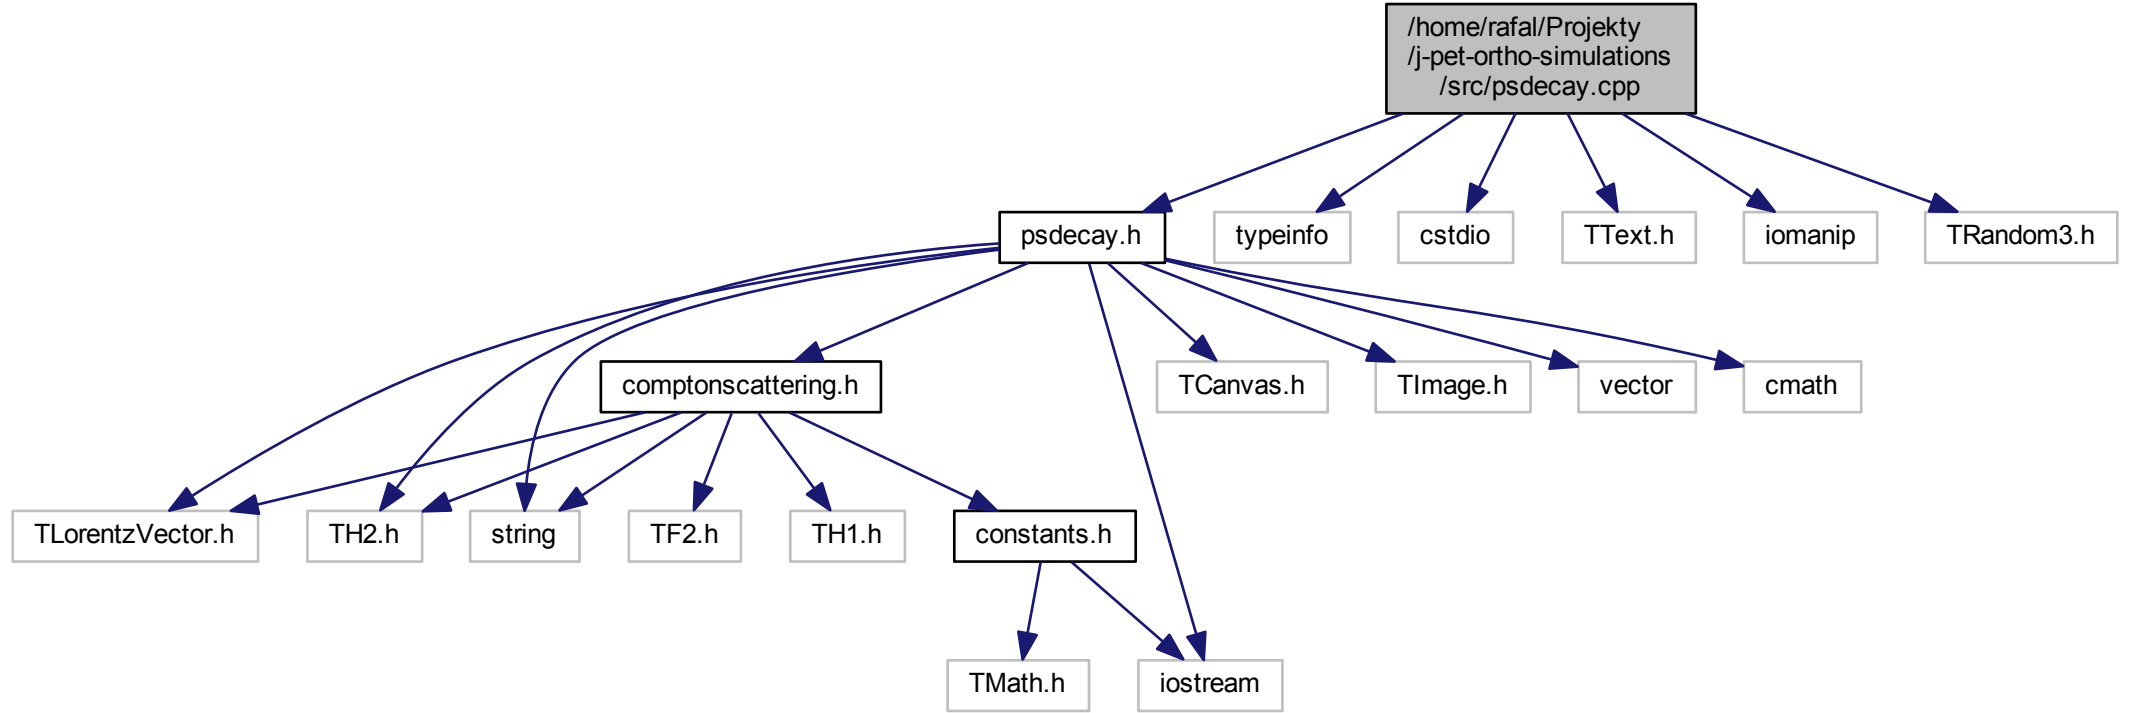 /home/rafal/Projekty
/j-pet-ortho-simulations
/src/psdecay.cpp
psdecay.h
typeinfo
cstdio
TText.h
iomanip
TRandom3.h
comptonscattering.h
TCanvas.h
TImage.h
vector
cmath
TLorentzVector.h
TH2.h
string
TF2.h
TH1.h
constants.h
TMath.h
iostream